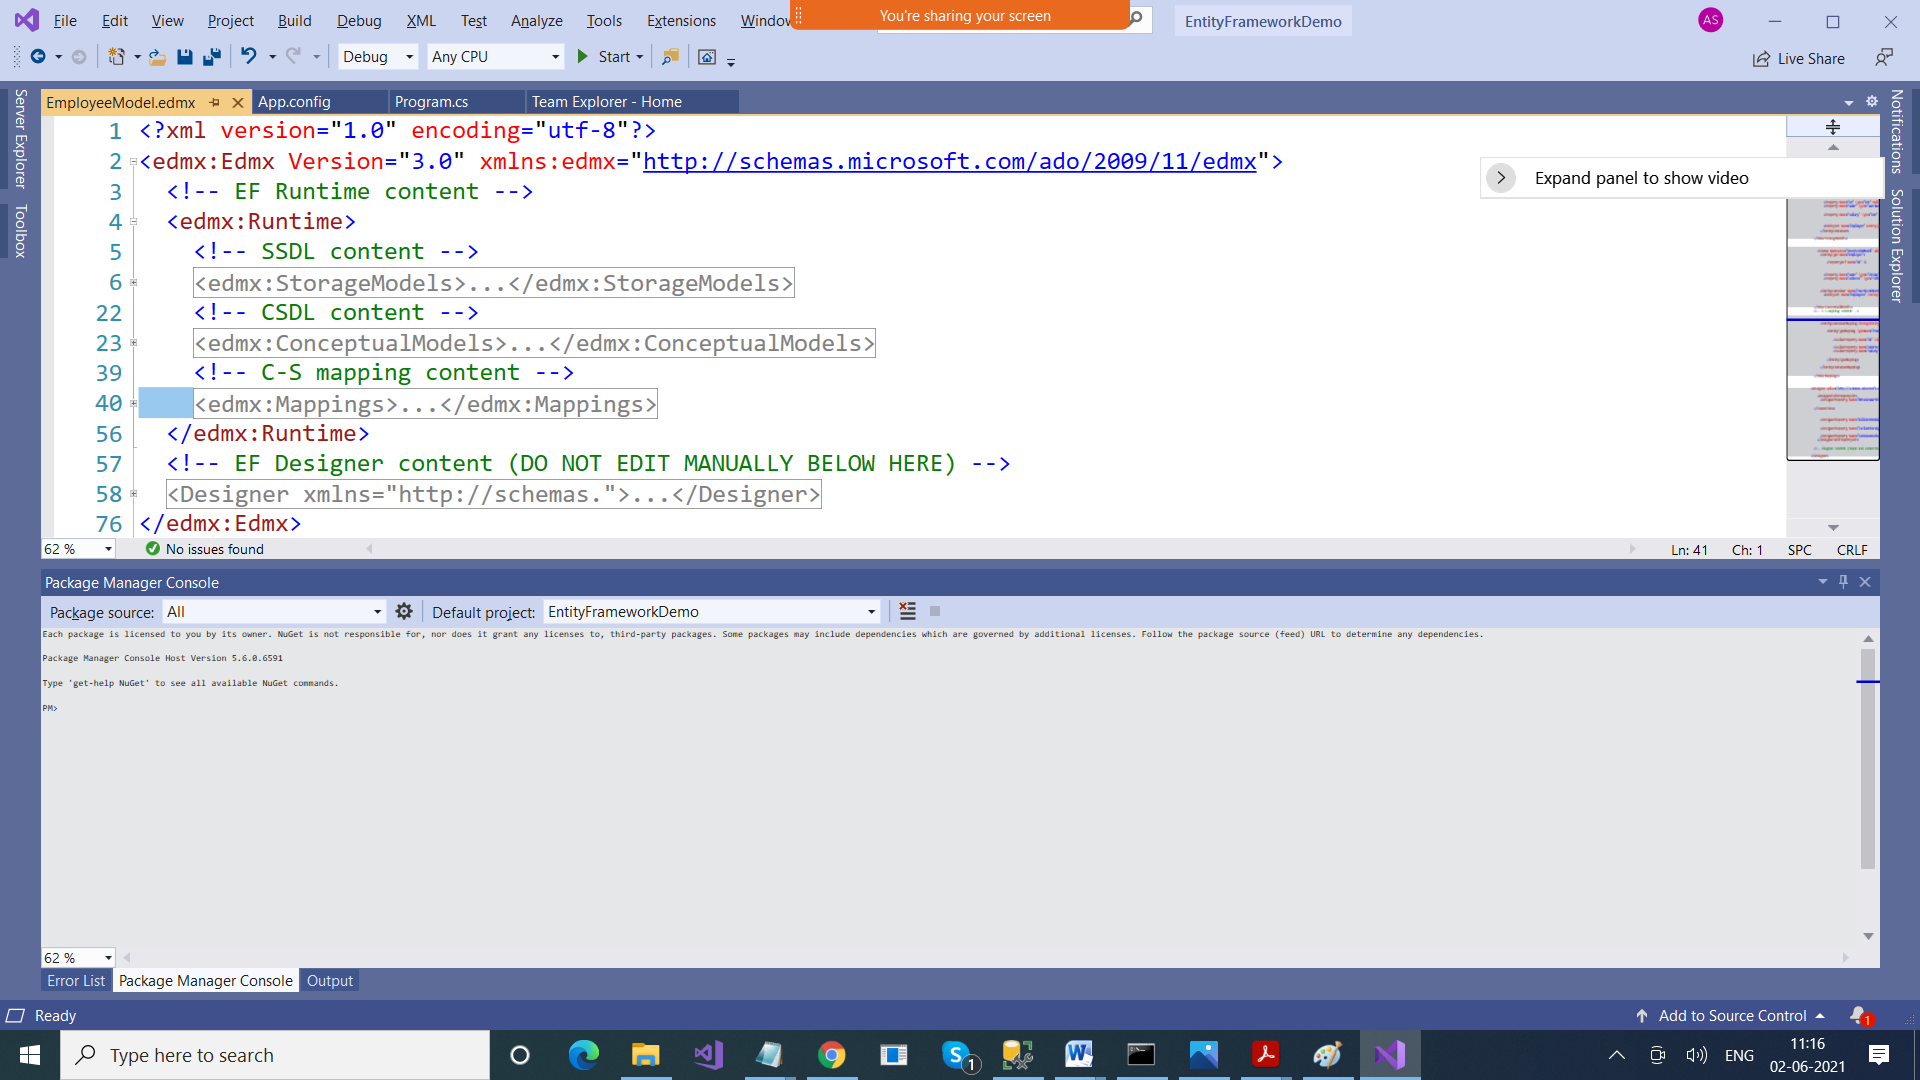 File Edit View Project Build Debug XML Test Analyze Tools Extensions Window
You're sharing your screen
EntityFrameworkDemo
AS
Debug Any CPU Start
Live Share
EmployeeModel.edmx App.config Program.cs Team Explorer - Home
Server Explorer
Toolbox
Notifications
Solution Explorer
Expand panel to show video
1 <?xml version="1.0" encoding="utf-8"?>
2 <edmx:Edmx Version="3.0" xmlns:edmx="http://schemas.microsoft.com/ado/2009/11/edmx">
3 <!-- EF Runtime content -->
4 <edmx:Runtime>
5 <!-- SSDL content -->
6 <edmx:StorageModels>...</edmx:StorageModels>
22 <!-- CSDL content -->
23 <edmx:ConceptualModels>...</edmx:ConceptualModels>
39 <!-- C-S mapping content -->
40 <edmx:Mappings>...</edmx:Mappings>
56 </edmx:Runtime>
57 <!-- EF Designer content (DO NOT EDIT MANUALLY BELOW HERE) -->
58 <Designer xmlns="http://schemas.">...</Designer>
76 </edmx:Edmx>
62 % No issues found Ln: 41 Ch: 1 SPC CRLF
Package Manager Console
Package source: All Default project: EntityFrameworkDemo
Each package is licensed to you by its owner. NuGet is not responsible for, nor does it grant any licenses to, third-party packages. Some packages may include dependencies which are governed by additional licenses. Follow the package source (feed) URL to determine any dependencies.
Package Manager Console Host Version 5.6.0.6591
Type 'get-help NuGet' to see all available NuGet commands.
PM>
62 %
Error List Package Manager Console Output
Ready Add to Source Control 1
Type here to search 1 ENG 11:16
02-06-2021